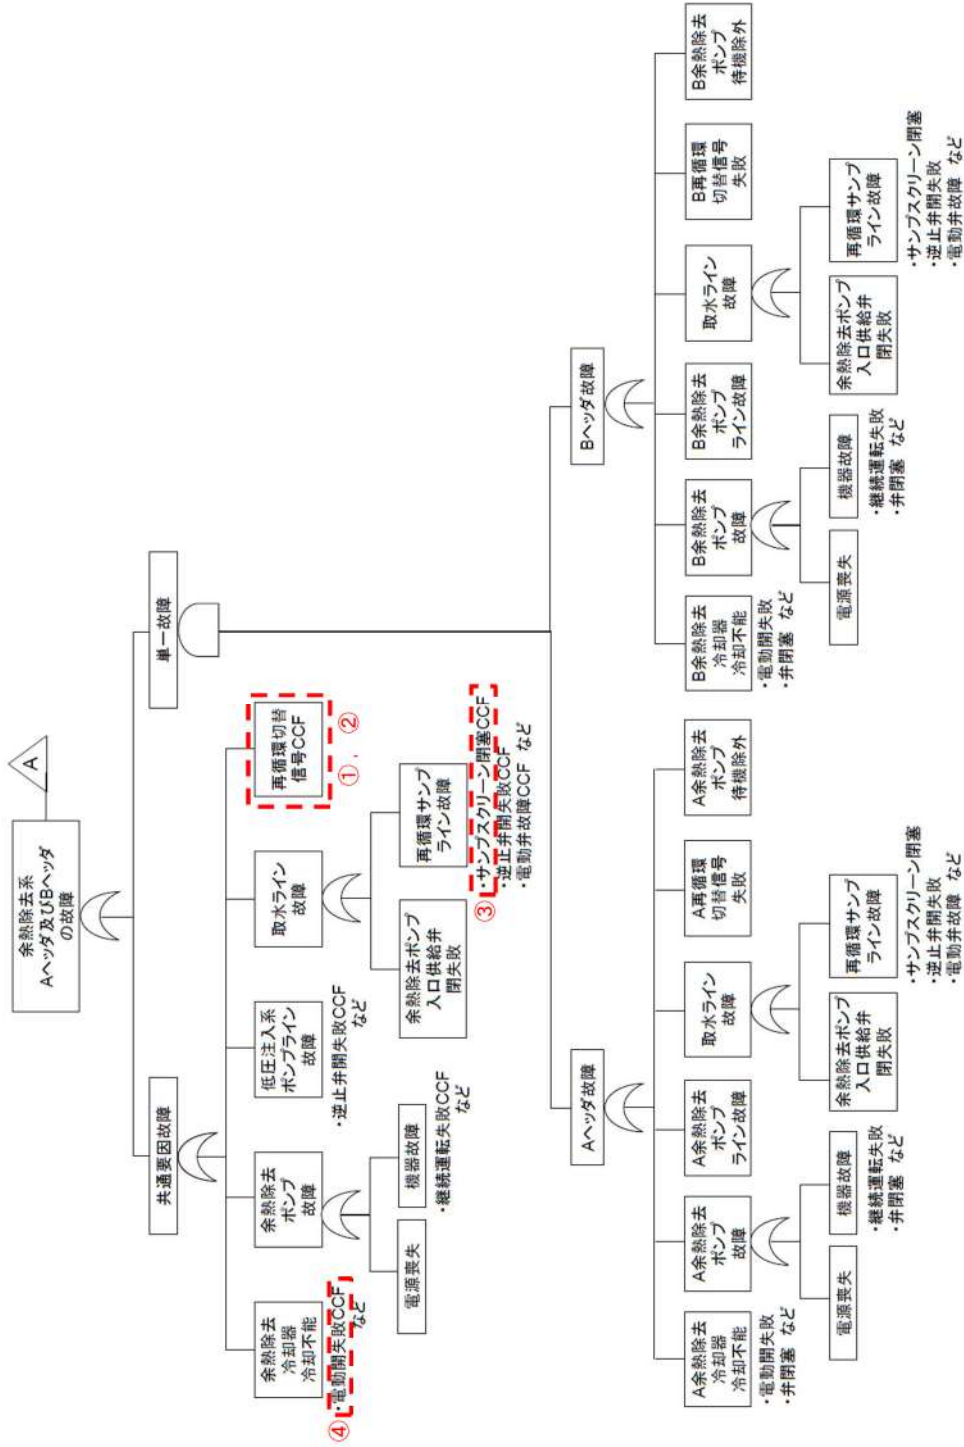 余熱除去系
Aヘッダ及びBヘッダ
の故障
A
共通要因故障
単一故障
余熱除去
冷却器
冷却不能
・電動開失敗CCF
など
④
余熱除去
ポンプ
故障
電源喪失
機器故障
・継続運転失敗CCF
など
低圧注入系
ポンプライン
故障
・逆止弁開失敗CCF
など
取水ライン
故障
余熱除去ポンプ
入口供給弁
閉失敗
再循環サンプ
ライン故障
・サンプスクリーン閉塞CCF
・逆止弁開失敗CCF
・電動弁故障CCF など
③
再循環切替
信号CCF
①, ②
Aヘッダ故障
A余熱除去
冷却器
冷却不能
・電動開失敗
・弁閉塞 など
A余熱除去
ポンプ
故障
電源喪失
機器故障
・継続運転失敗
・弁閉塞 など
A余熱除去
ポンプ
ライン故障
取水ライン
故障
余熱除去ポンプ
入口供給弁
閉失敗
再循環サンプ
ライン故障
・サンプスクリーン閉塞
・逆止弁開失敗
・電動弁故障 など
A再循環
切替信号
失敗
A余熱除去
ポンプ
待機除外
Bヘッダ故障
B余熱除去
冷却器
冷却不能
・電動開失敗
・弁閉塞 など
B余熱除去
ポンプ
故障
電源喪失
機器故障
・継続運転失敗
・弁閉塞 など
B余熱除去
ポンプ
ライン故障
取水ライン
故障
余熱除去ポンプ
入口供給弁
閉失敗
再循環サンプ
ライン故障
・サンプスクリーン閉塞
・逆止弁開失敗
・電動弁故障 など
B再循環
切替信号
失敗
B余熱除去
ポンプ
待機除外